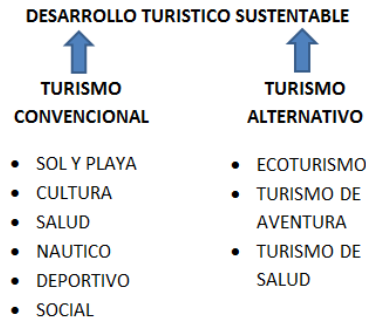 DESARROLLO TURISTICO SUSTENTABLE
TURISMO
CONVENCIONAL
• SOL Y PLAYA
• CULTURA
• SALUD
• NAUTICO
• DEPORTIVO
• SOCIAL
TURISMO
ALTERNATIVO
• ECOTURISMO
• TURISMO DE
AVENTURA
• TURISMO DE
SALUD